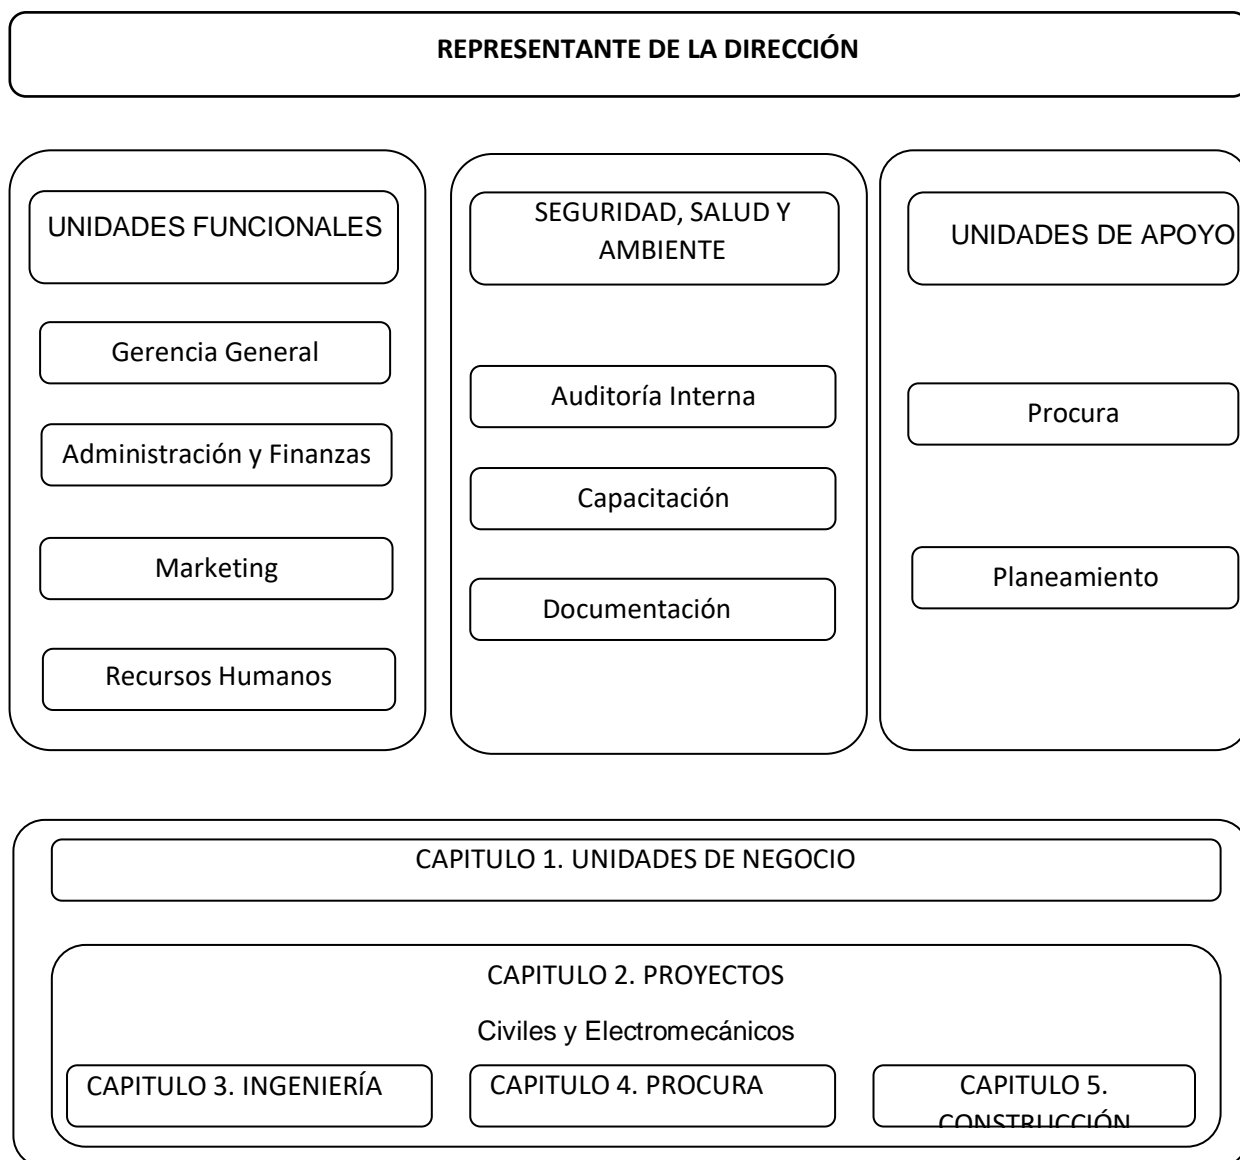 REPRESENTANTE DE LA DIRECCIÓN
UNIDADES FUNCIONALES
Gerencia General
Administración y Finanzas
Marketing
Recursos Humanos
SEGURIDAD, SALUD Y
AMBIENTE
Auditoría Interna
Capacitación
Documentación
UNIDADES DE APOYO
Procura
Planeamiento
CAPITULO 1. UNIDADES DE NEGOCIO
CAPITULO 2. PROYECTOS
Civiles y Electromecánicos
CAPITULO 3. INGENIERÍA
CAPITULO 4. PROCURA
CAPITULO 5.
CONSTRUCCIÓN